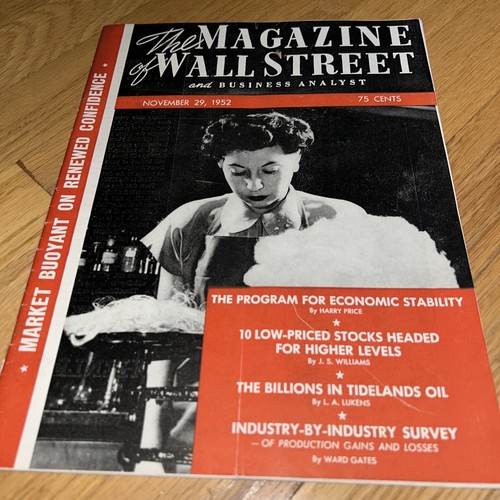 The MAGAZINE
of WALL STREET
and BUSINESS ANALYST
NOVEMBER 29, 1952 75 CENTS
★ MARKET BUOYANT ON RENEWED CONFIDENCE ★
THE PROGRAM FOR ECONOMIC STABILITY
By HARRY PRICE
★
10 LOW-PRICED STOCKS HEADED
FOR HIGHER LEVELS
By J. S. WILLIAMS
★
THE BILLIONS IN TIDELANDS OIL
By L. A. LUKENS
★
INDUSTRY-BY-INDUSTRY SURVEY
—OF PRODUCTION GAINS AND LOSSES
By WARD GATES